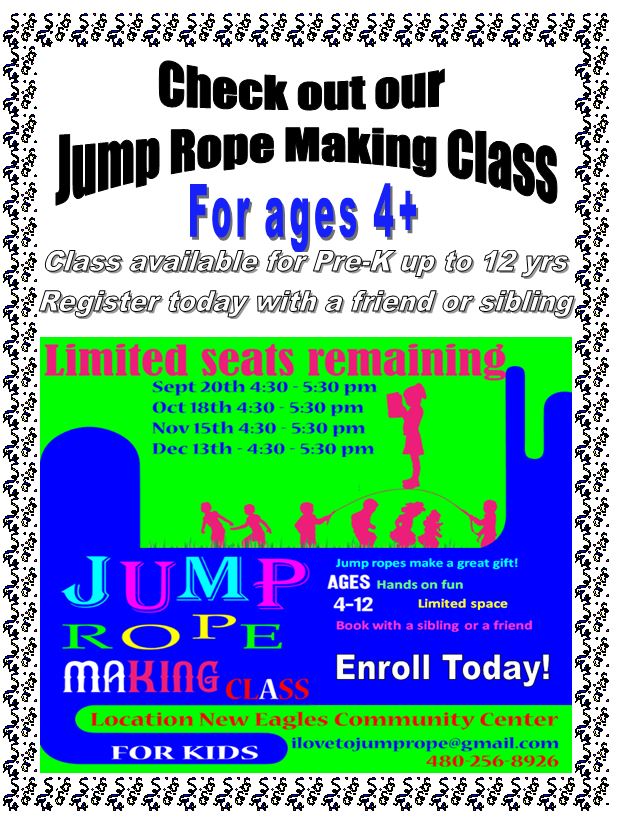 Check out our
Jump Rope Making Class
For ages 4+
Class available for Pre-K up to 12 yrs
Register today with a friend or sibling
Limited seats remaining
Sept 20th 4:30 - 5:30 pm
Oct 18th 4:30 - 5:30 pm
Nov 15th 4:30 - 5:30 pm
Dec 13th - 4:30 - 5:30 pm
JUMP
ROPE
MAKING CLASS
Jump ropes make a great gift!
AGES Hands on fun
4-12 Limited space
Book with a sibling or a friend
Enroll Today!
Location New Eagles Community Center
FOR KIDS
ilovetojumprope@gmail.com
480-256-8926